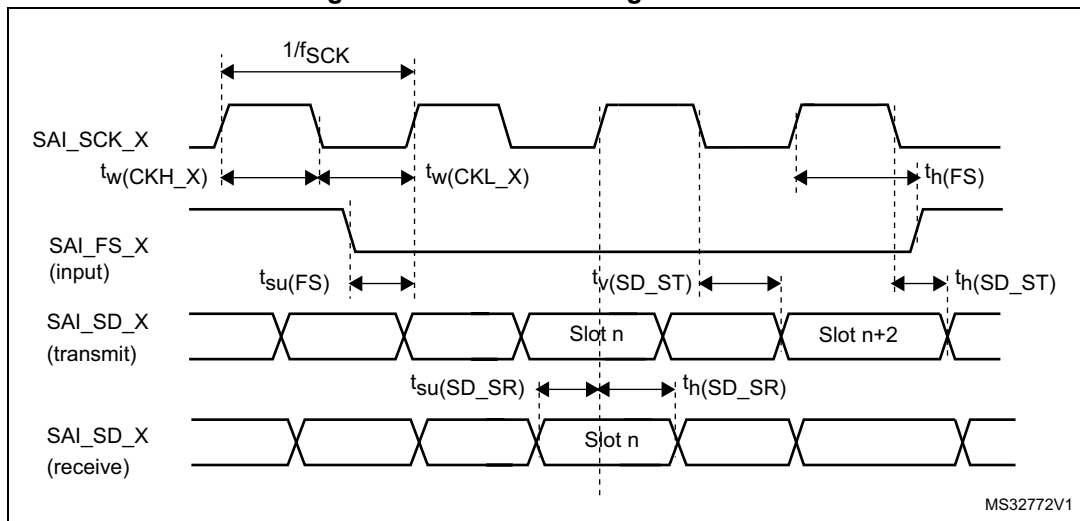 1/fSCK
SAI_SCK_X
tw(CKH_X)
tw(CKL_X)
th(FS)
SAI_FS_X
(input)
tsu(FS)
tv(SD_ST)
th(SD_ST)
SAI_SD_X
(transmit)
Slot n
Slot n+2
tsu(SD_SR)
th(SD_SR)
SAI_SD_X
(receive)
Slot n
MS32772V1